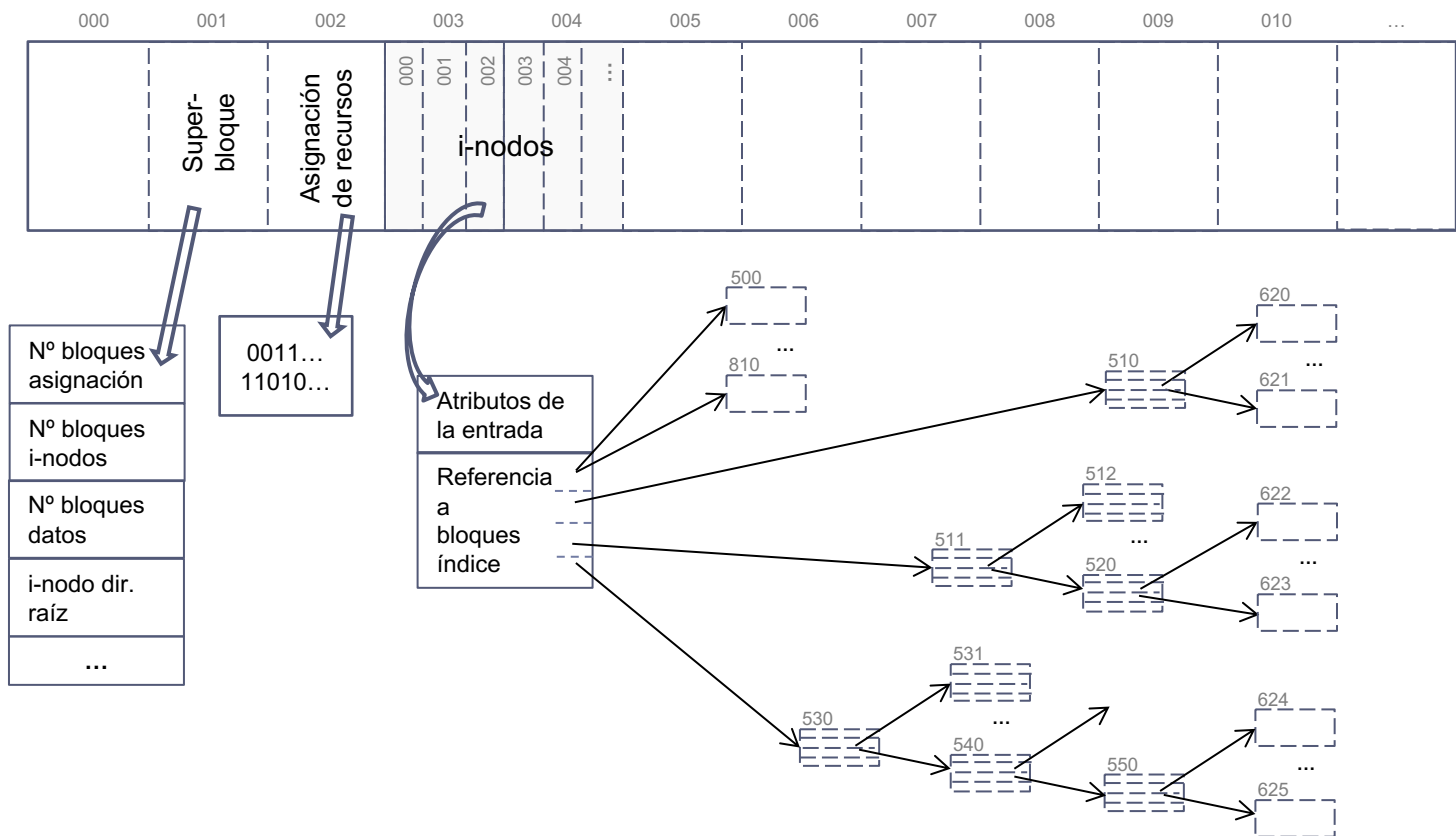 000 001 002 003 004 005 006 007 008 009 010 …
Super-
bloque
Asignación
de recursos
000 001 002 003 004 …
i-nodos
Nº bloques
asignación
Nº bloques
i-nodos
Nº bloques
datos
i-nodo dir.
raíz
…
0011…
11010…
Atributos de
la entrada
Referencia
a
bloques
índice
500
…
810
510
620
…
621
511
512
…
520
622
…
623
530
531
…
540
550
624
…
625